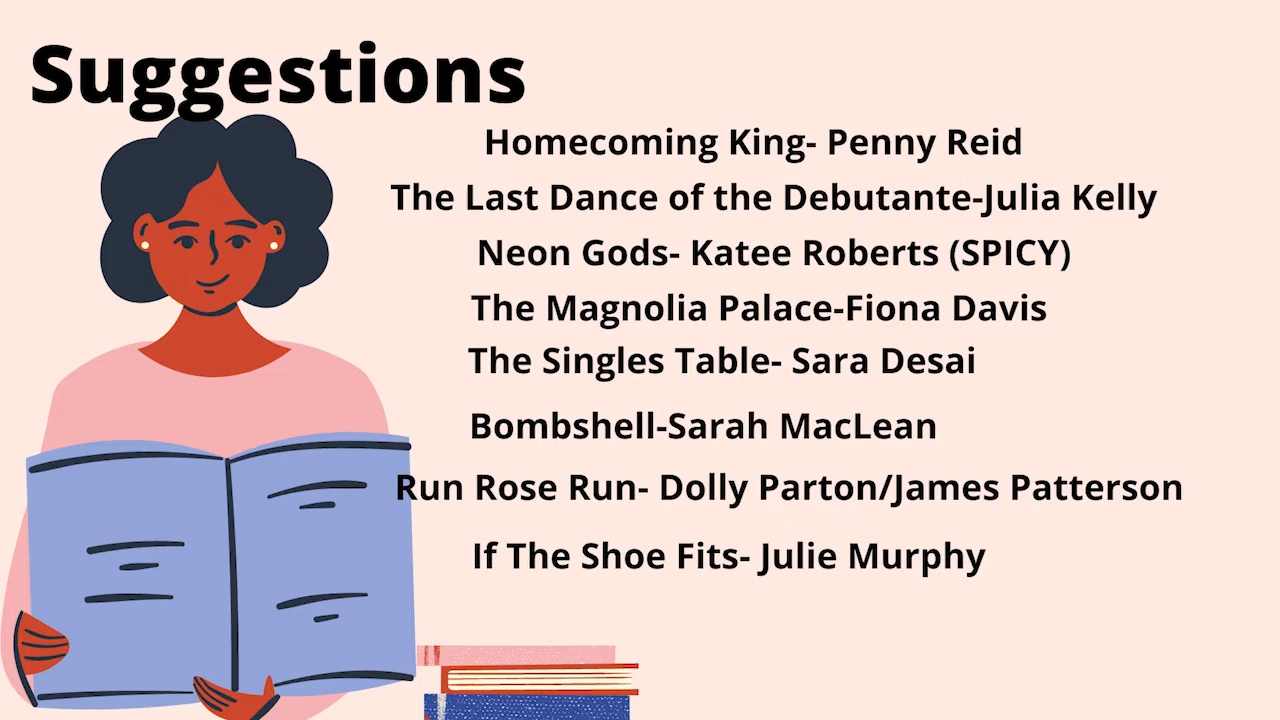 Suggestions
Homecoming King- Penny Reid
The Last Dance of the Debutante-Julia Kelly
Neon Gods- Katee Roberts (SPICY)
The Magnolia Palace-Fiona Davis
The Singles Table- Sara Desai
Bombshell-Sarah MacLean
Run Rose Run- Dolly Parton/James Patterson
If The Shoe Fits- Julie Murphy